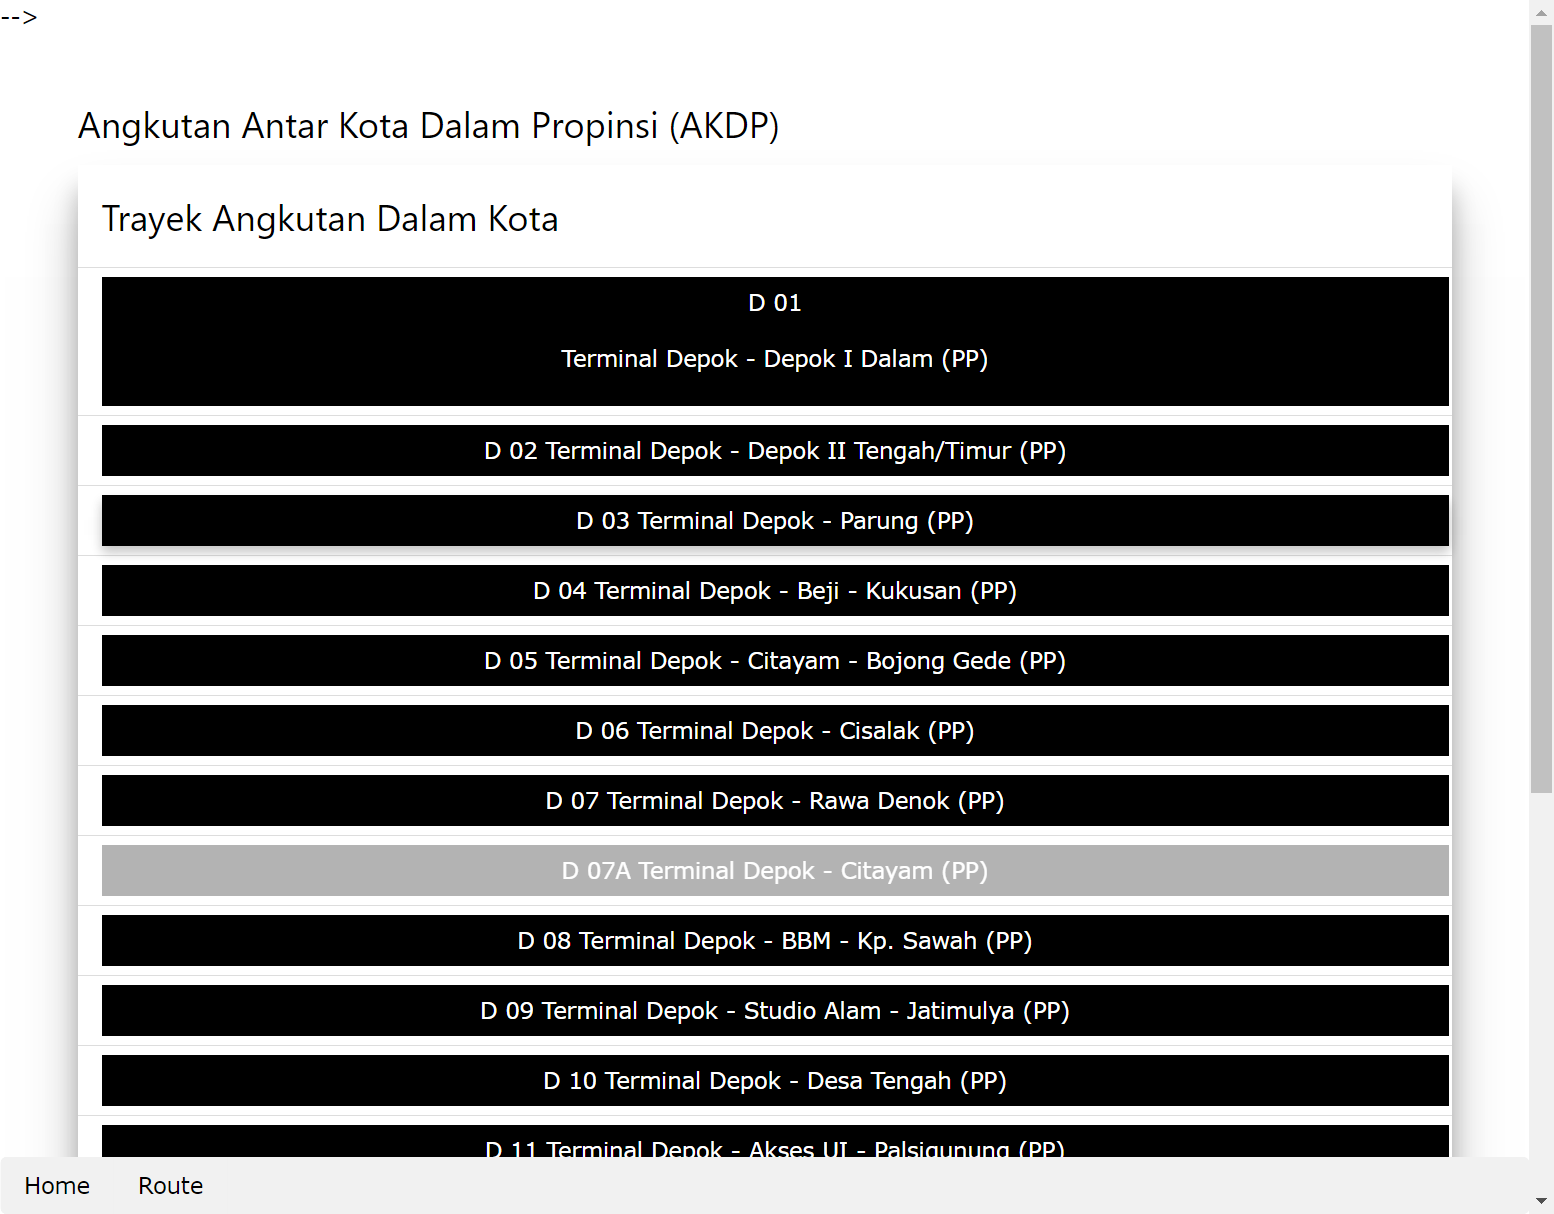 -->
Angkutan Antar Kota Dalam Propinsi (AKDP)
Trayek Angkutan Dalam Kota
D 01
Terminal Depok - Depok I Dalam (PP)
D 02 Terminal Depok - Depok II Tengah/Timur (PP)
D 03 Terminal Depok - Parung (PP)
D 04 Terminal Depok - Beji - Kukusan (PP)
D 05 Terminal Depok - Citayam - Bojong Gede (PP)
D 06 Terminal Depok - Cisalak (PP)
D 07 Terminal Depok - Rawa Denok (PP)
D 07A Terminal Depok - Citayam (PP)
D 08 Terminal Depok - BBM - Kp. Sawah (PP)
D 09 Terminal Depok - Studio Alam - Jatimulya (PP)
D 10 Terminal Depok - Desa Tengah (PP)
D 11 Terminal Depok - Akses UI - Palsigunung (PP)
Home Route